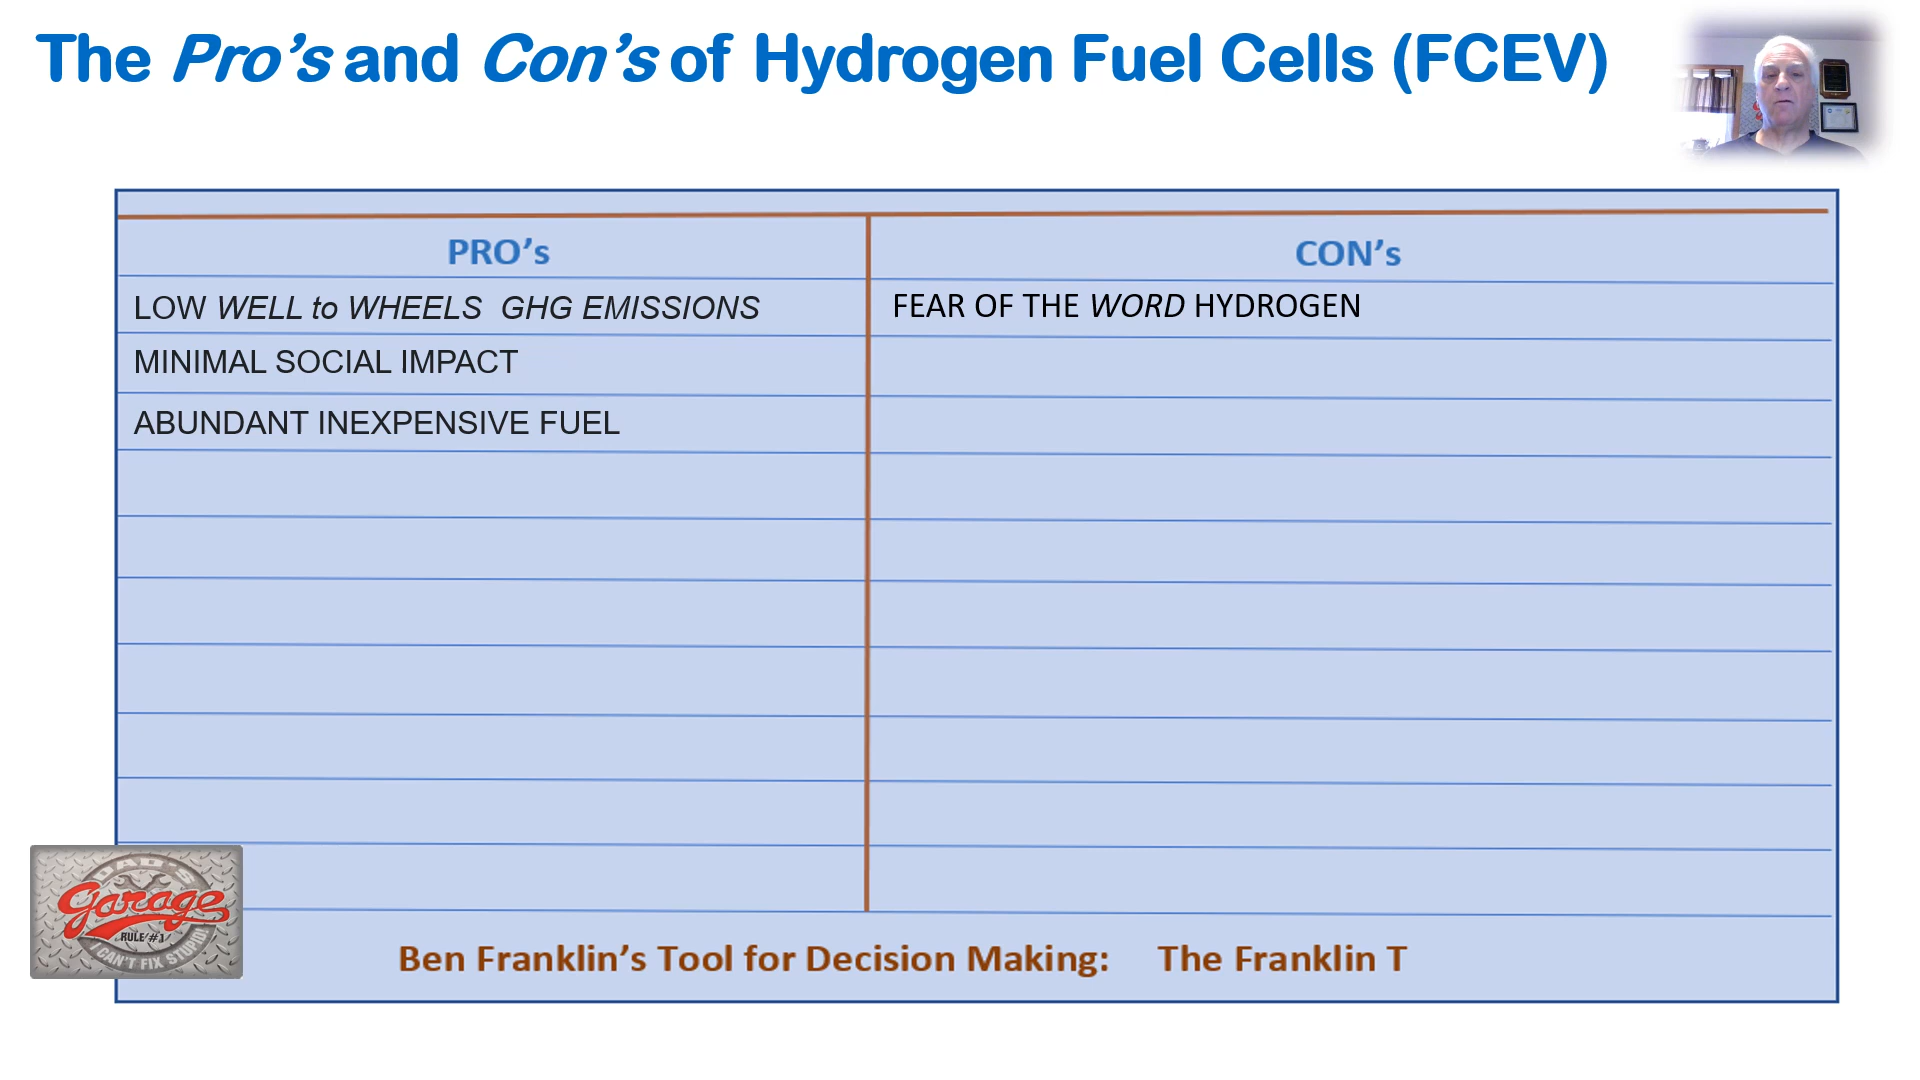 The Pro’s and Con’s of Hydrogen Fuel Cells (FCEV)
PRO’s
CON’s
LOW WELL to WHEELS GHG EMISSIONS
FEAR OF THE WORD HYDROGEN
MINIMAL SOCIAL IMPACT
ABUNDANT INEXPENSIVE FUEL
DAD'S
Garage
RULE #1
I CAN'T FIX STUPID!
Ben Franklin’s Tool for Decision Making: The Franklin T